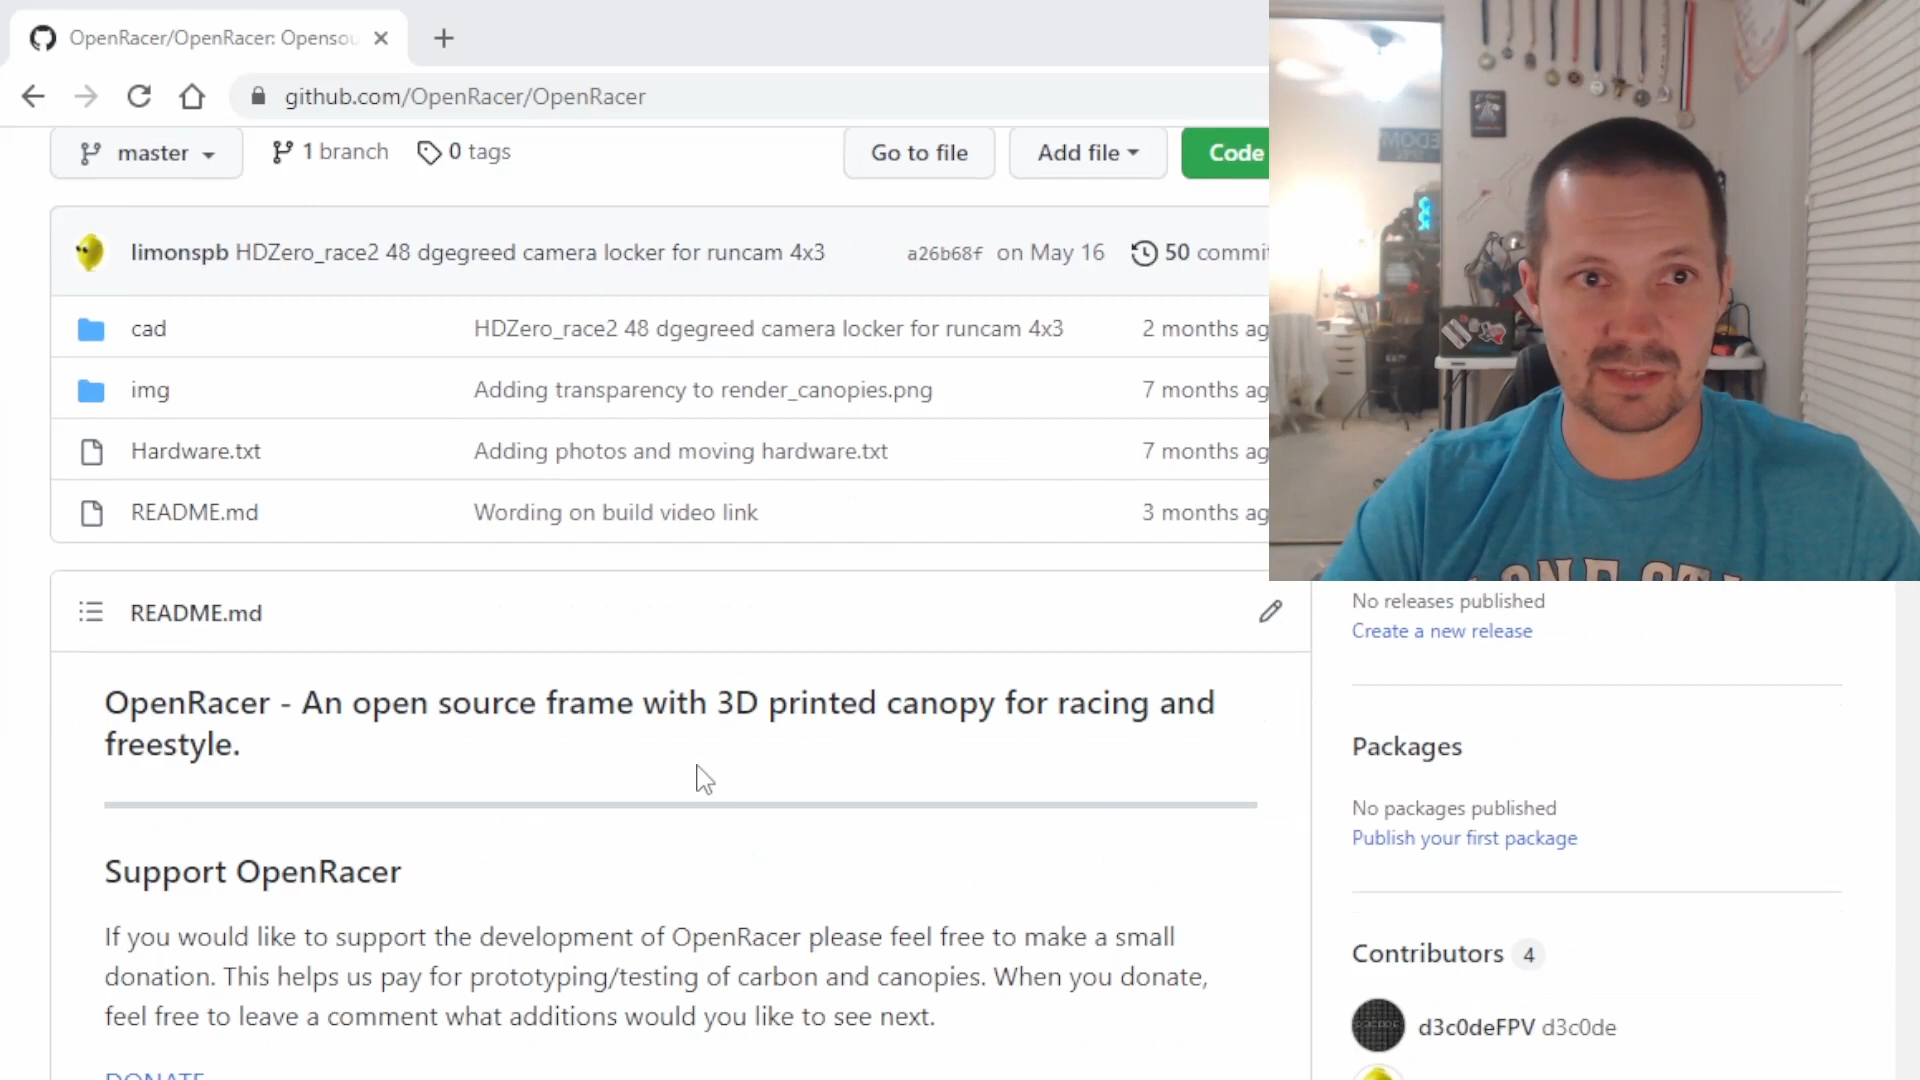 OpenRacer/OpenRacer: Opensou
github.com/OpenRacer/OpenRacer
master
1 branch
0 tags
Go to file
Add file
Code
limonspb HDZero_race2 48 dgegreed camera locker for runcam 4x3
a26b68f on May 16
50 commi
cad
HDZero_race2 48 dgegreed camera locker for runcam 4x3
2 months ag
img
Adding transparency to render_canopies.png
7 months ag
Hardware.txt
Adding photos and moving hardware.txt
7 months ag
README.md
Wording on build video link
3 months ag
README.md
OpenRacer - An open source frame with 3D printed canopy for racing and
freestyle.
Support OpenRacer
If you would like to support the development of OpenRacer please feel free to make a small
donation. This helps us pay for prototyping/testing of carbon and canopies. When you donate,
feel free to leave a comment what additions would you like to see next.
DONATE
No releases published
Create a new release
Packages
No packages published
Publish your first package
Contributors 4
d3c0deFPV d3c0de